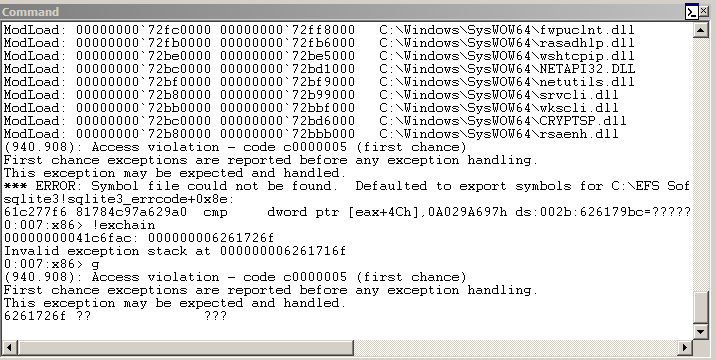 Command
ModLoad: 00000000`72fc0000 00000000`72ff8000   C:\Windows\SysWOW64\fwpuclnt.dll
ModLoad: 00000000`72fb0000 00000000`72fb6000   C:\Windows\SysWOW64\rasadhlp.dll
ModLoad: 00000000`72be0000 00000000`72be5000   C:\Windows\SysWOW64\wshtcpip.dll
ModLoad: 00000000`72bc0000 00000000`72bd1000   C:\Windows\SysWOW64\NETAPI32.DLL
ModLoad: 00000000`72bf0000 00000000`72bf9000   C:\Windows\SysWOW64\netutils.dll
ModLoad: 00000000`72b80000 00000000`72b99000   C:\Windows\SysWOW64\srvcli.dll
ModLoad: 00000000`72bb0000 00000000`72bbf000   C:\Windows\SysWOW64\wkscli.dll
ModLoad: 00000000`72bc0000 00000000`72bd6000   C:\Windows\SysWOW64\CRYPTSP.dll
ModLoad: 00000000`72b80000 00000000`72bbb000   C:\Windows\SysWOW64\rsaenh.dll
(940.908): Access violation - code c0000005 (first chance)
First chance exceptions are reported before any exception handling.
This exception may be expected and handled.
*** ERROR: Symbol file could not be found.  Defaulted to export symbols for C:\EFS Sof
sqlite3!sqlite3_errcode+0x8e:
61c277f6 81784c97a629a0  cmp     dword ptr [eax+4Ch],0A029A697h ds:002b:626179bc=?????
0:007:x86> !exchain
00000000041c6fac: 000000006261726f
Invalid exception stack at 000000006261716f
0:007:x86> g
(940.908): Access violation - code c0000005 (first chance)
First chance exceptions are reported before any exception handling.
This exception may be expected and handled.
6261726f ??              ???